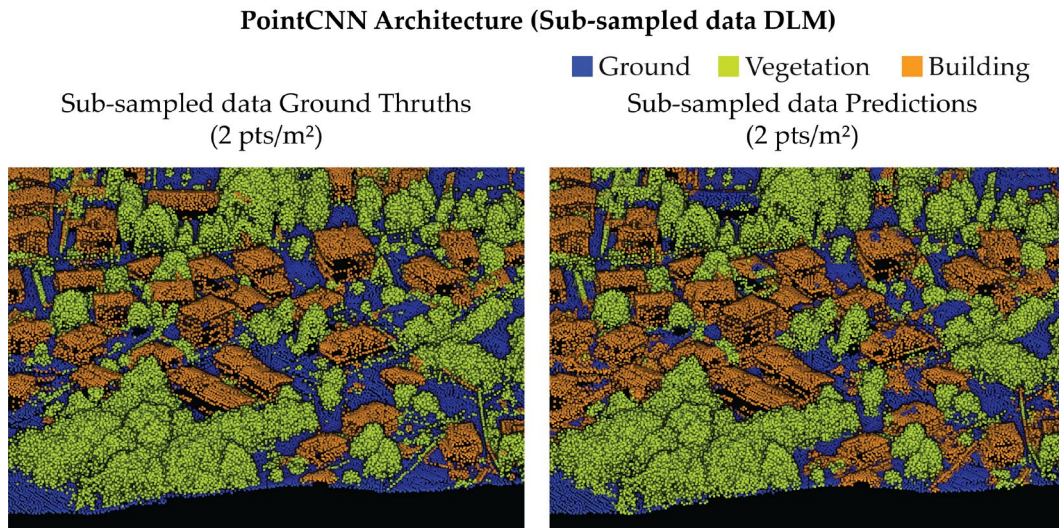 PointCNN Architecture (Sub-sampled data DLM)
Ground Vegetation Building
Sub-sampled data Ground Thruths
(2 pts/m²)
Sub-sampled data Predictions
(2 pts/m²)